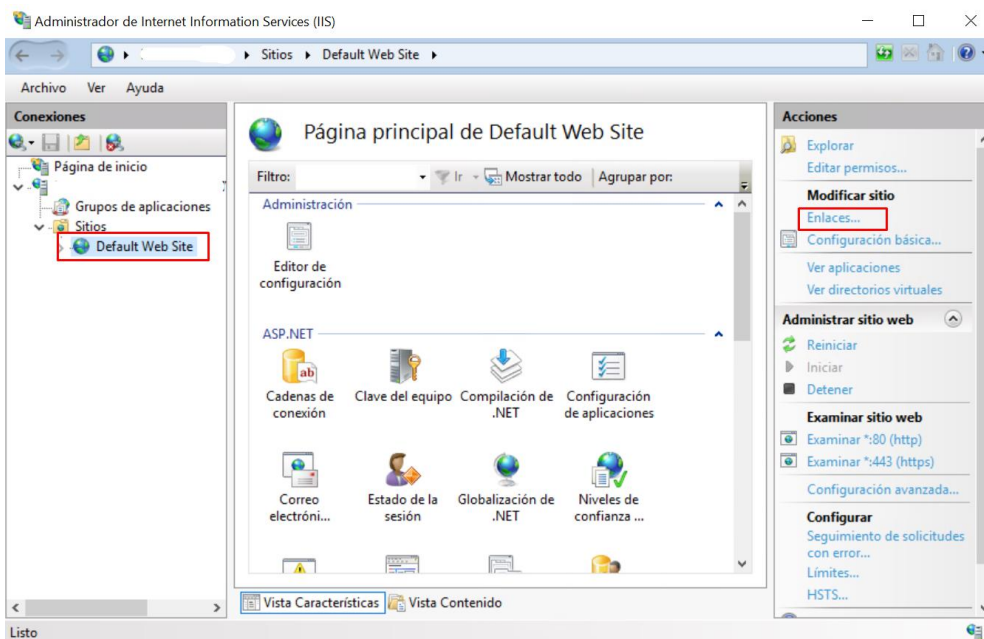 Administrador de Internet Information Services (IIS)
Sitios Default Web Site
Archivo Ver Ayuda
Conexiones
Página de inicio
Grupos de aplicaciones
Sitios
Default Web Site
Página principal de Default Web Site
Filtro: Ir Mostrar todo Agrupar por:
Administración
Editor de
configuración
ASP.NET
Cadenas de
conexión
Clave del equipo
Compilación de
.NET
Configuración
de aplicaciones
Correo
electróni...
Estado de la
sesión
Globalización de
.NET
Niveles de
confianza ...
Vista Características Vista Contenido
Acciones
Explorar
Editar permisos...
Modificar sitio
Enlaces...
Configuración básica...
Ver aplicaciones
Ver directorios virtuales
Administrar sitio web
Reiniciar
Iniciar
Detener
Examinar sitio web
Examinar *:80 (http)
Examinar *:443 (https)
Configuración avanzada...
Configurar
Seguimiento de solicitudes
con error...
Límites...
HSTS...
Listo